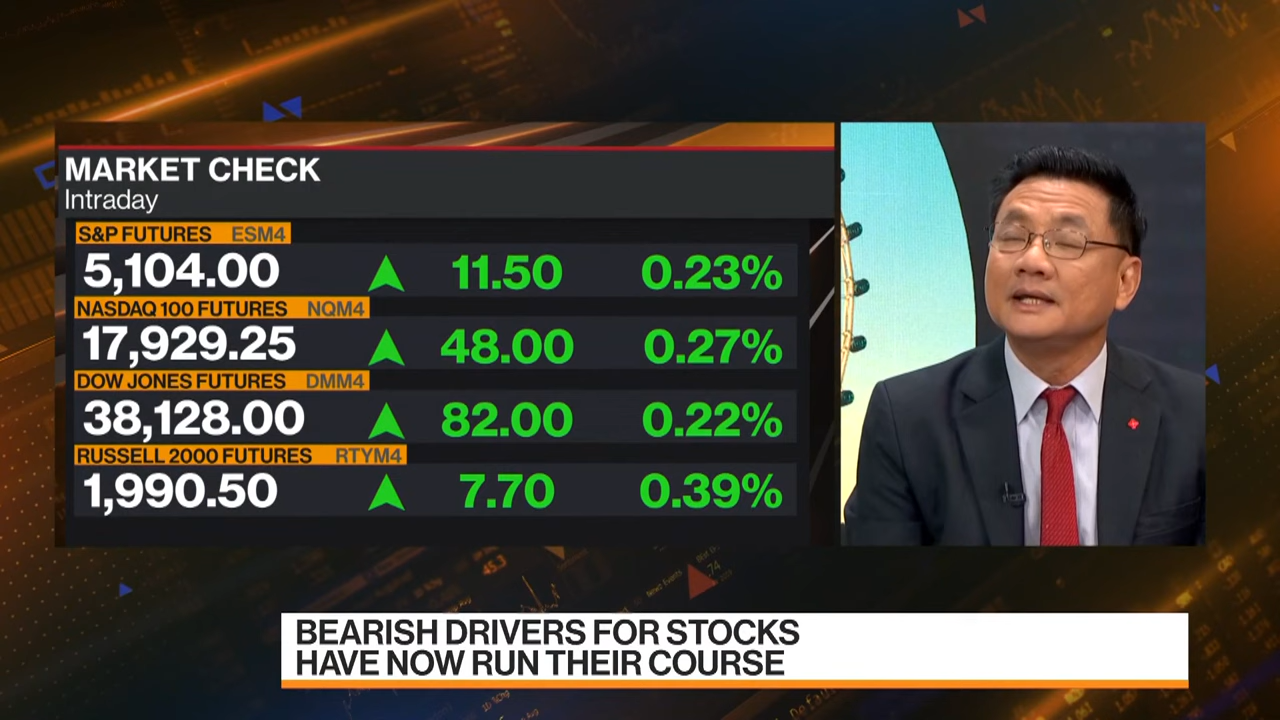 MARKET CHECK
Intraday
S&P FUTURES ESM4
5,104.00 11.50 0.23%
NASDAQ 100 FUTURES NQM4
17,929.25 48.00 0.27%
DOW JONES FUTURES DMM4
38,128.00 82.00 0.22%
RUSSELL 2000 FUTURES RTYM4
1,990.50 7.70 0.39%
BEARISH DRIVERS FOR STOCKS
HAVE NOW RUN THEIR COURSE